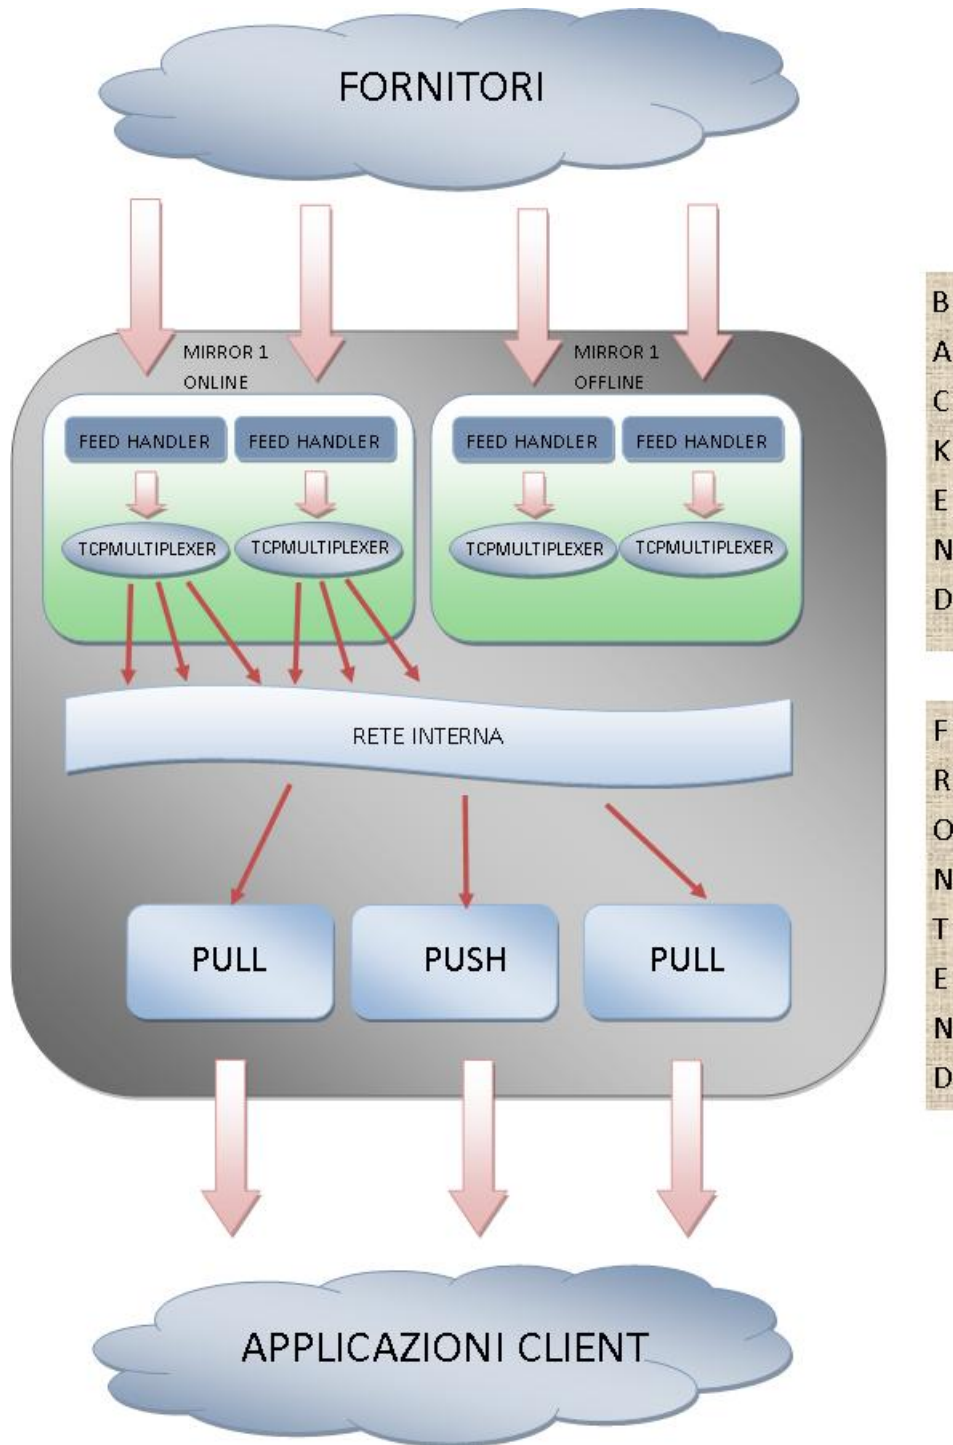 FORNITORI
MIRROR 1
ONLINE
MIRROR 1
OFFLINE
FEED HANDLER
FEED HANDLER
FEED HANDLER
FEED HANDLER
TCPMULTIPLEXER
TCPMULTIPLEXER
TCPMULTIPLEXER
TCPMULTIPLEXER
RETE INTERNA
PULL
PUSH
PULL
APPLICAZIONI CLIENT
B
A
C
K
E
N
D
F
R
O
N
T
E
N
D